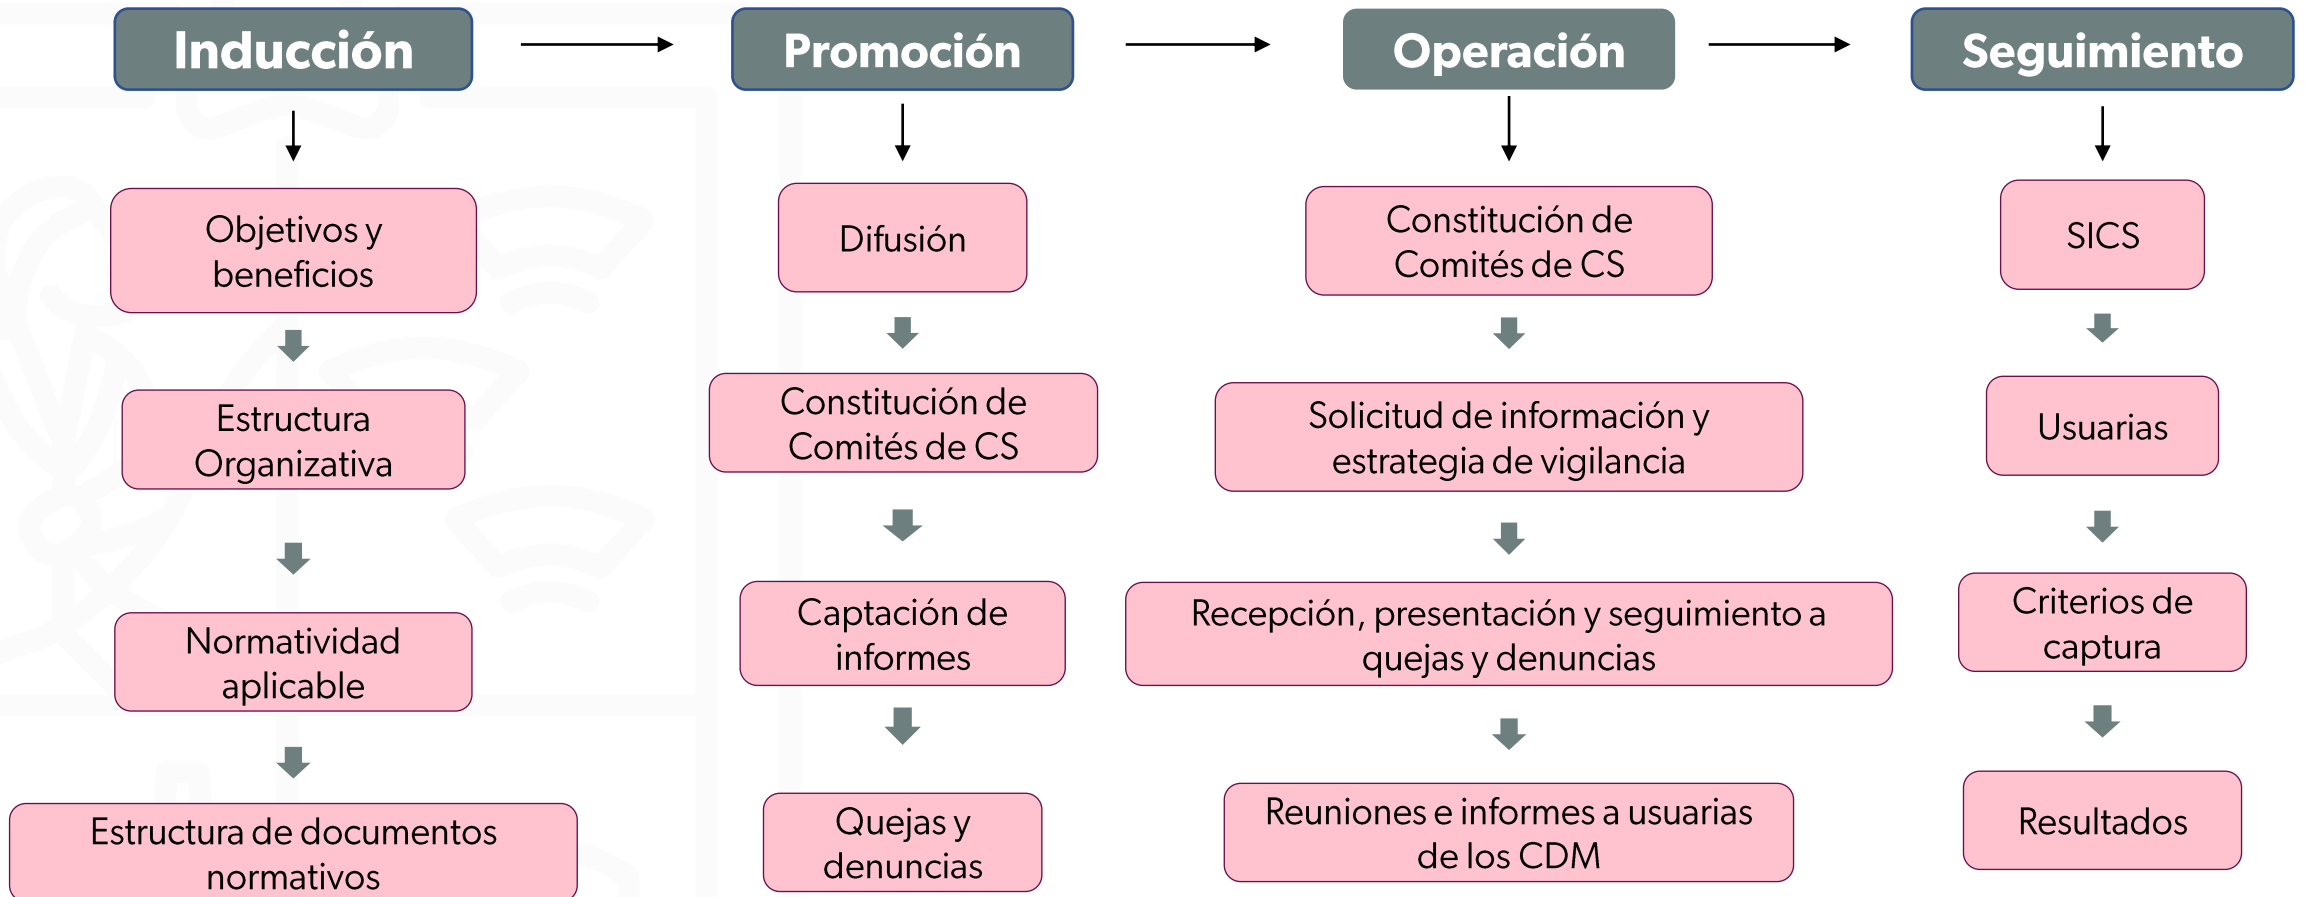 Inducción
Promoción
Operación
Seguimiento
Objetivos y
beneficios
Estructura
Organizativa
Normatividad
aplicable
Estructura de documentos
normativos
Difusión
Constitución de
Comités de CS
Captación de
informes
Quejas y
denuncias
Constitución de
Comités de CS
Solicitud de información y
estrategia de vigilancia
Recepción, presentación y seguimiento a
quejas y denuncias
Reuniones e informes a usuarias
de los CDM
SICS
Usuarias
Criterios de
captura
Resultados